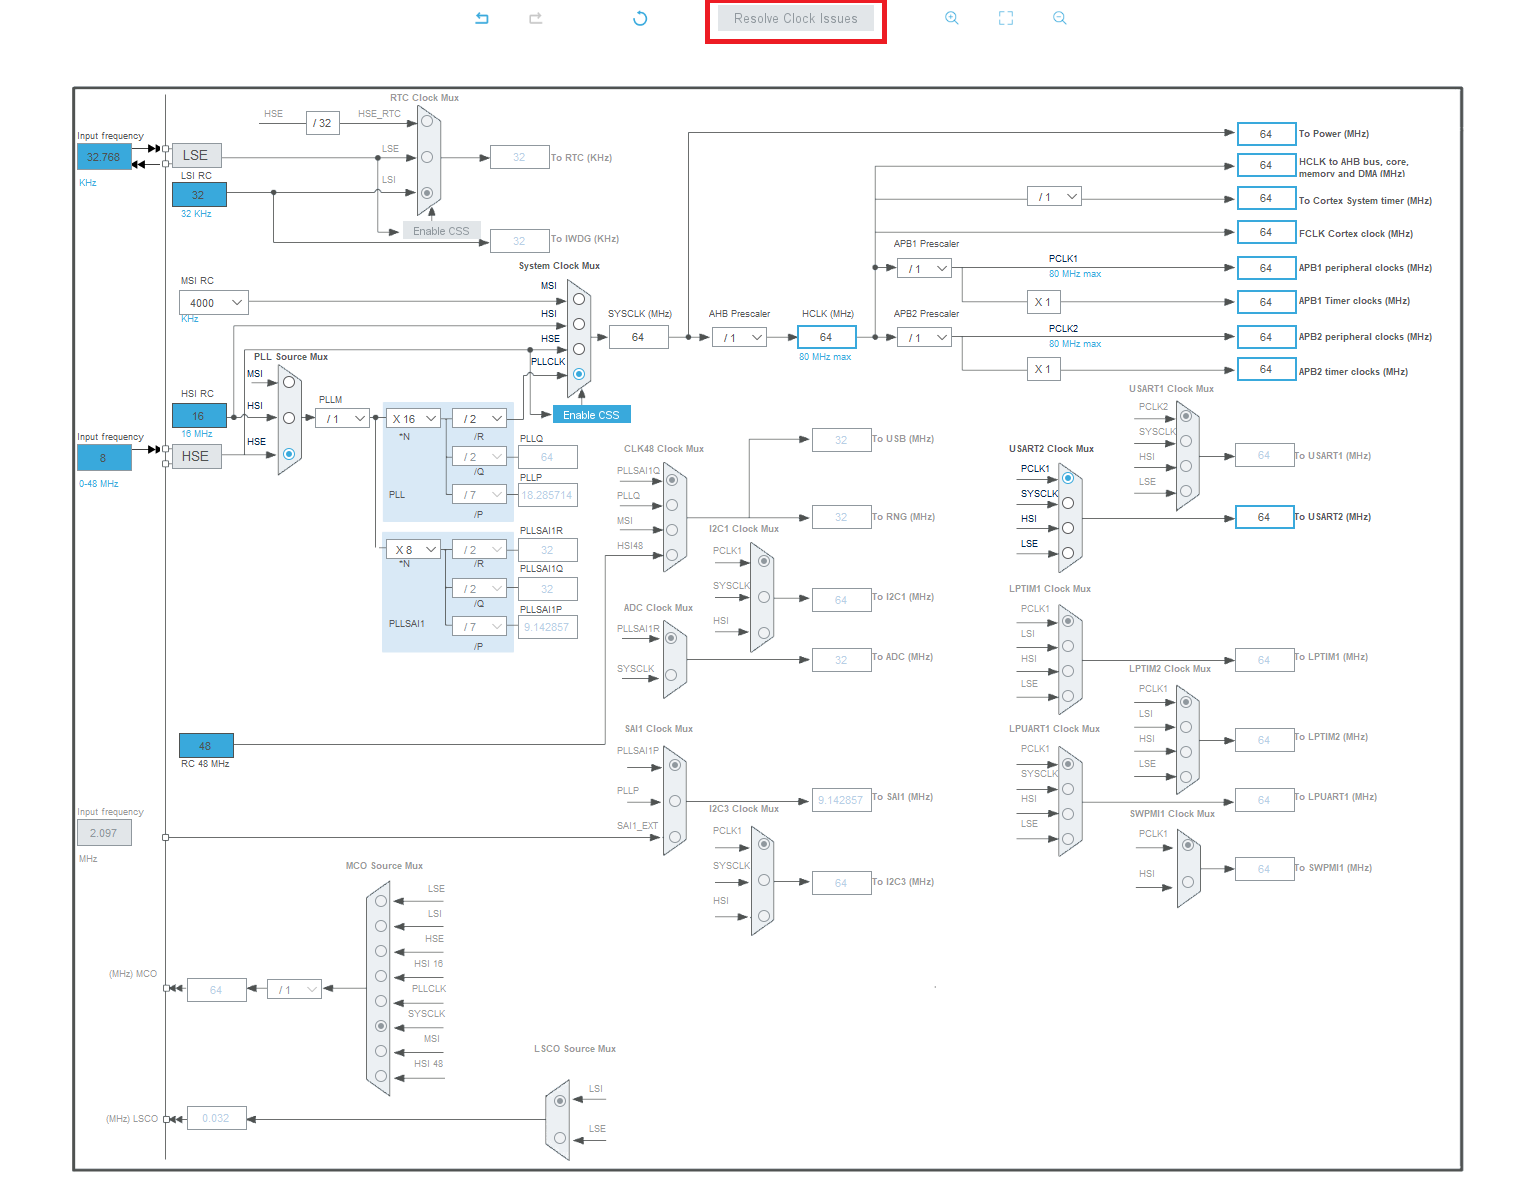 Resolve Clock Issues
RTC Clock Mux
HSE
/ 32
HSE_RTC
Input frequency
32.768
KHz
LSE
LSE
32
To RTC (KHz)
LSI RC
32
32 KHz
LSI
Enable CSS
32
To IWDG (KHz)
64
To Power (MHz)
64
HCLK to AHB bus, core,
memory and DMA (MHz)
/ 1
64
To Cortex System timer (MHz)
64
FCLK Cortex clock (MHz)
System Clock Mux
MSI RC
4000
KHz
MSI
HSI
HSE
PLLCLK
SYSCLK (MHz)
64
AHB Prescaler
/ 1
HCLK (MHz)
64
80 MHz max
APB1 Prescaler
/ 1
PCLK1
80 MHz max
64
APB1 peripheral clocks (MHz)
X 1
64
APB1 Timer clocks (MHz)
APB2 Prescaler
/ 1
PCLK2
80 MHz max
64
APB2 peripheral clocks (MHz)
X 1
64
APB2 timer clocks (MHz)
PLL Source Mux
MSI
HSI RC
16
16 MHz
HSI
PLLM
/ 1
Input frequency
8
0-48 MHz
HSE
HSE
X 16
*N
/ 2
/R
Enable CSS
PLLQ
/ 2
64
/Q
PLLP
PLL
/ 7
18.285714
/P
PLLSAI1R
X 8
*N
/ 2
32
/R
PLLSAI1Q
/ 2
32
/Q
PLLSAI1P
PLLSAI1
/ 7
9.142857
/P
CLK48 Clock Mux
PLLSAI1Q
PLLQ
MSI
HSI48
32
To USB (MHz)
32
To RNG (MHz)
I2C1 Clock Mux
PCLK1
SYSCLK
HSI
64
To I2C1 (MHz)
ADC Clock Mux
PLLSAI1R
SYSCLK
32
To ADC (MHz)
USART1 Clock Mux
PCLK2
SYSCLK
HSI
LSE
64
To USART1 (MHz)
USART2 Clock Mux
PCLK1
SYSCLK
HSI
LSE
64
To USART2 (MHz)
LPTIM1 Clock Mux
PCLK1
LSI
HSI
LSE
64
To LPTIM1 (MHz)
LPTIM2 Clock Mux
PCLK1
LSI
HSI
LSE
64
To LPTIM2 (MHz)
48
RC 48 MHz
SAI1 Clock Mux
PLLSAI1P
PLLP
SAI1_EXT
9.142857
To SAI1 (MHz)
LPUART1 Clock Mux
PCLK1
SYSCLK
HSI
LSE
64
To LPUART1 (MHz)
Input frequency
2.097
MHz
I2C3 Clock Mux
PCLK1
SYSCLK
HSI
64
To I2C3 (MHz)
SWPMI1 Clock Mux
PCLK1
HSI
64
To SWPMI1 (MHz)
MCO Source Mux
LSE
LSI
HSE
HSI 16
PLLCLK
SYSCLK
MSI
HSI 48
(MHz) MCO
64
/ 1
LSCO Source Mux
LSI
LSE
(MHz) LSCO
0.032